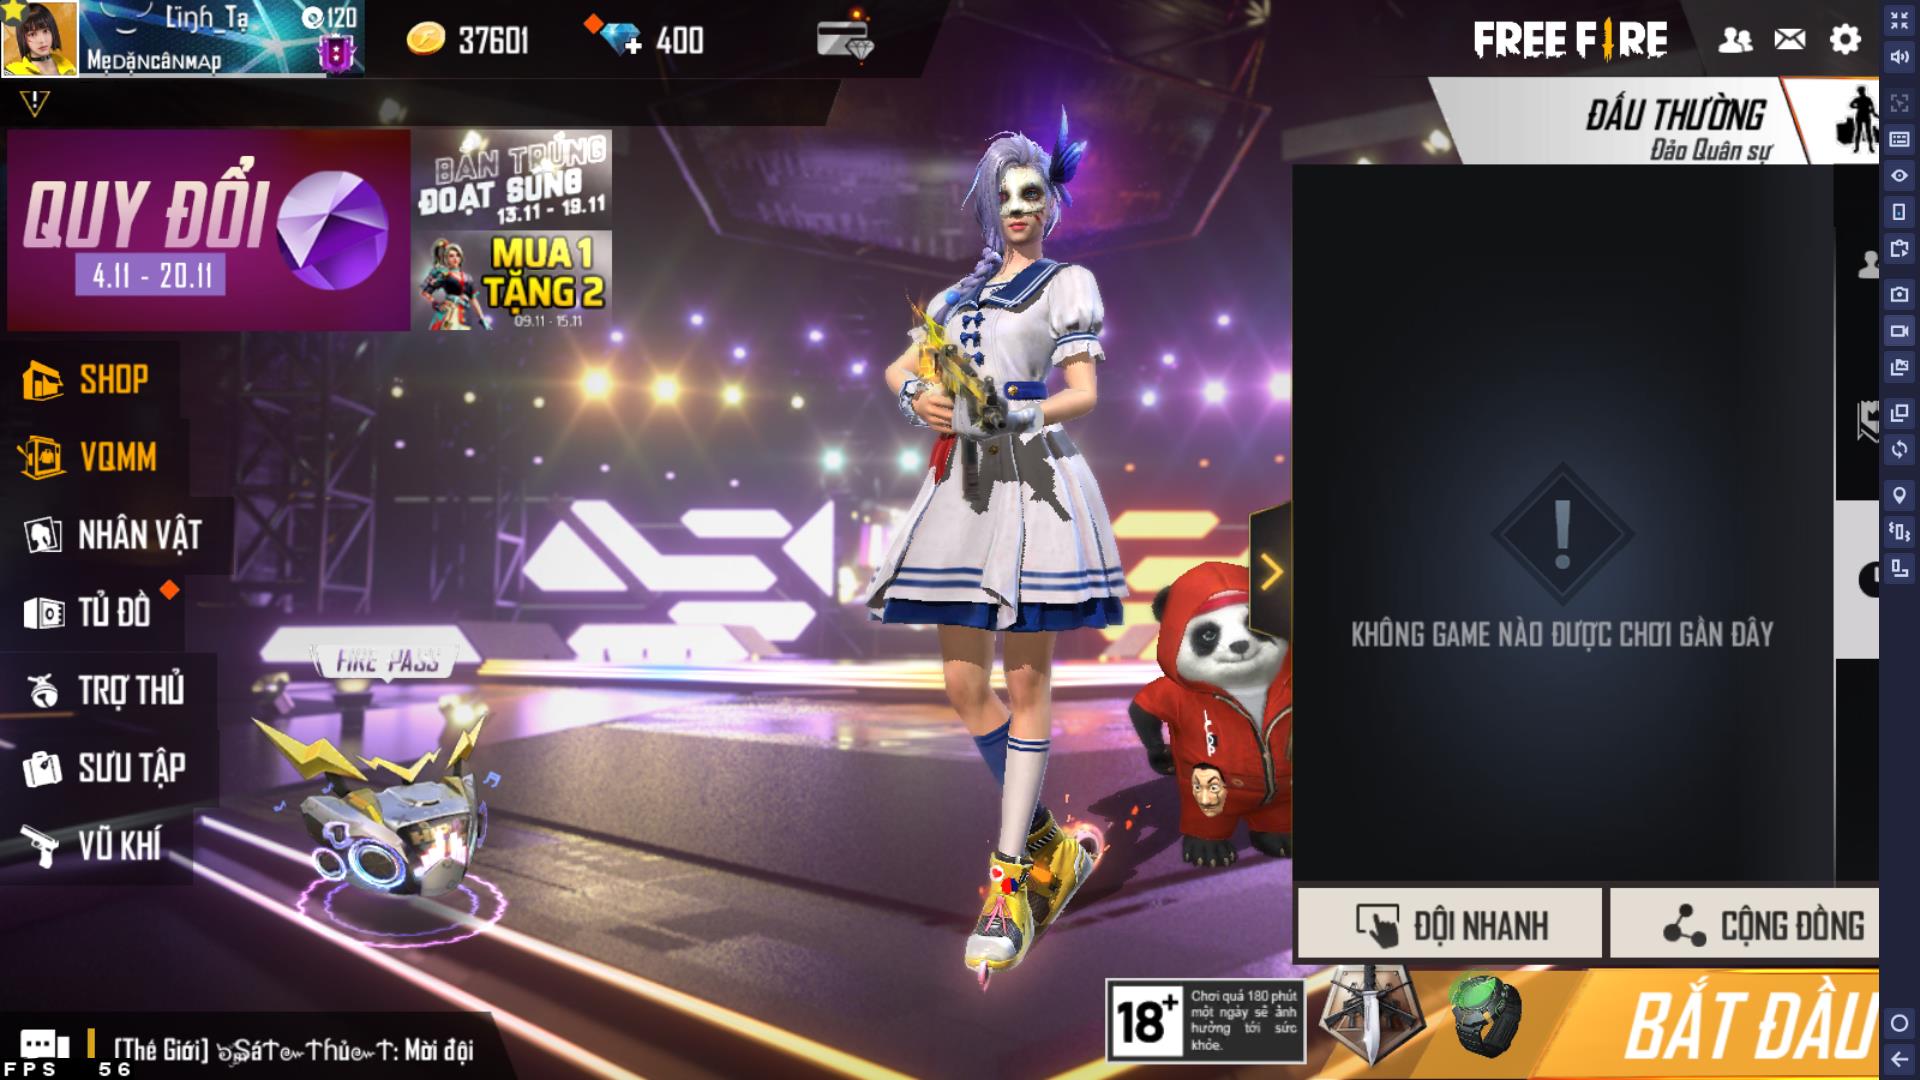 Lïnh_Tạ
120
MẹDặNcâNMAp
37601
400
FREE FIRE
ĐẤU THƯỜNG
Đảo Quân sự
QUY ĐỔI
4.11 - 20.11
BẮN TRÚNG
ĐOẠT SÚNG
13.11 - 19.11
MUA 1
TẶNG 2
09.11 - 15.11
SHOP
VQMM
NHÂN VẬT
TỦ ĐỒ
TRỢ THỦ
SƯU TẬP
VŨ KHÍ
FIRE PASS
KHÔNG GAME NÀO ĐƯỢC CHƠI GẦN ĐÂY
ĐỘI NHANH
CỘNG ĐỒNG
18+
Chơi quá 180 phút
một ngày sẽ ảnh
hưởng tới sức
khỏe.
BẮT ĐẦU
[Thế Giới]
: Mời đội
FPS 56